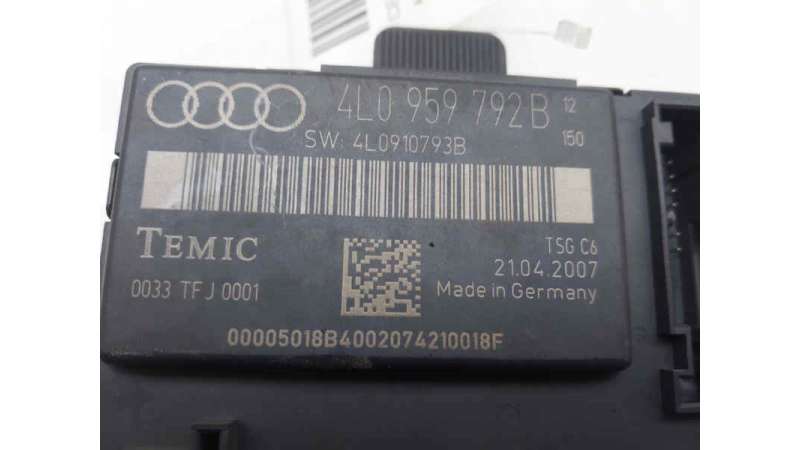 4L0 959 792B 12
150
SW: 4L0910793B
TEMIC
TSG C6
21.04.2007
0033 TFJ 0001
Made in Germany
00005018B4002074210018F